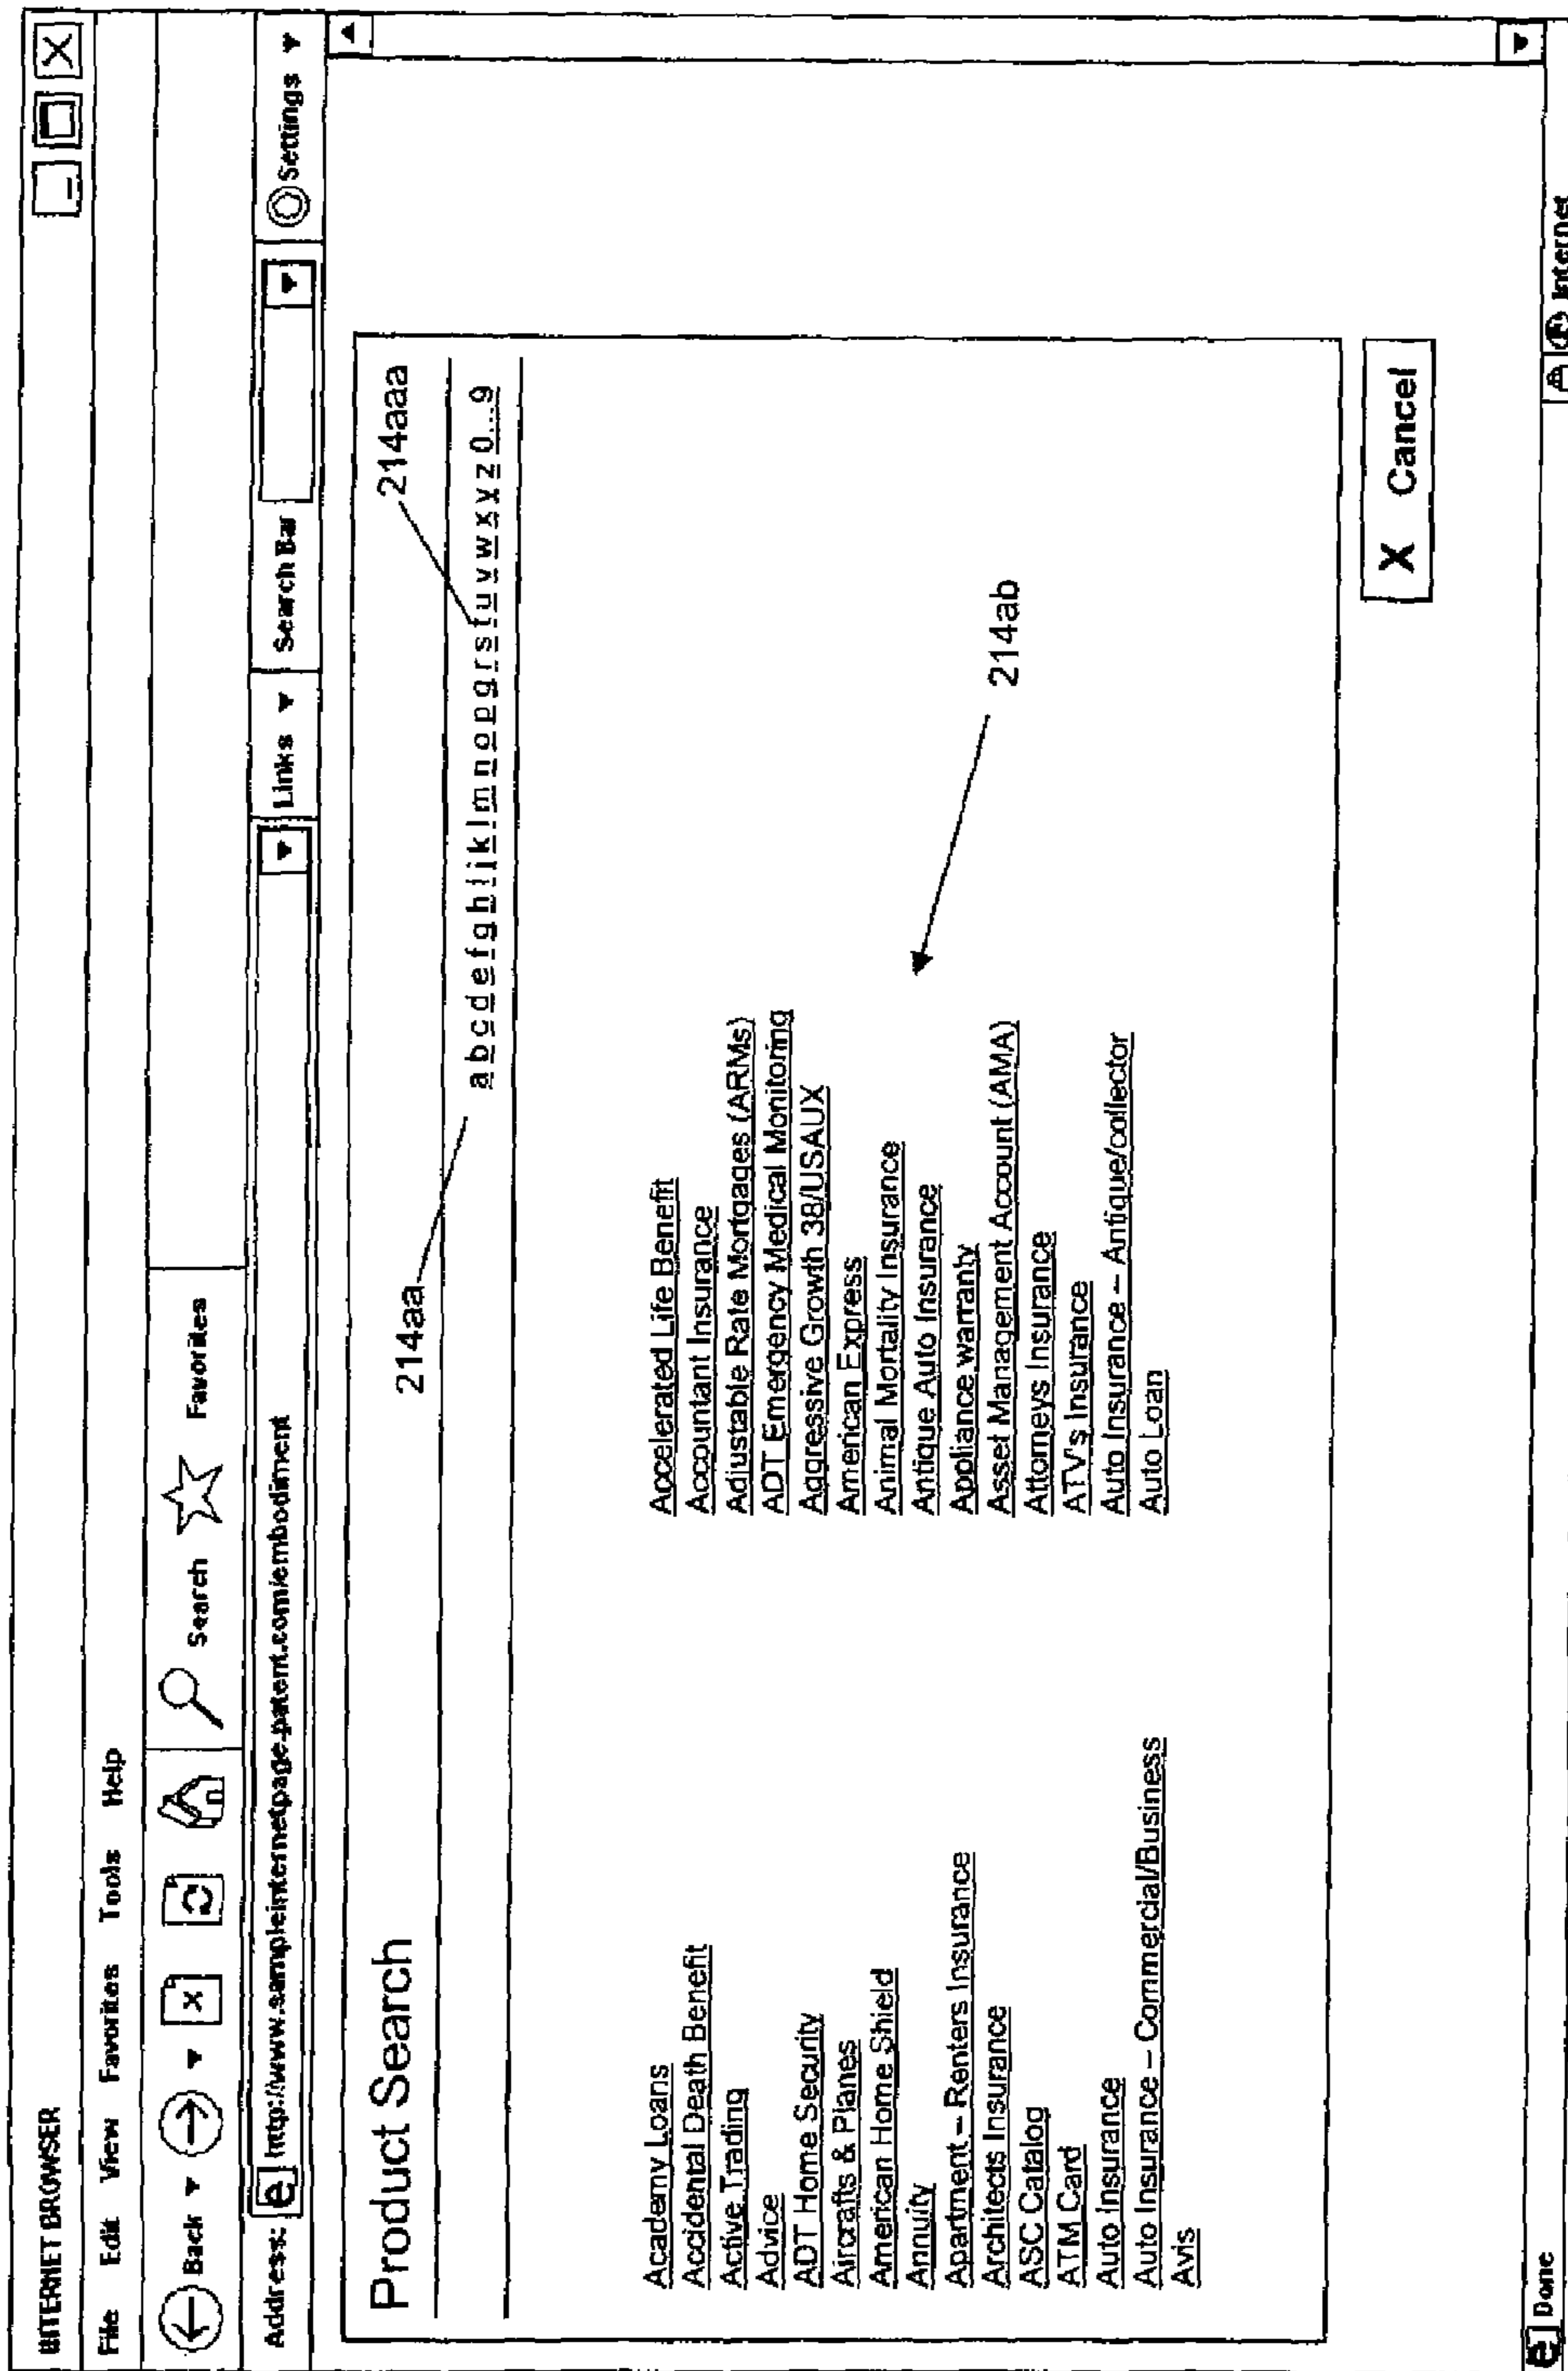 INTERNET BROWSER
File Edit View Favorites Tools Help
Back Search Favorites
Address: e http://www.sampleinternetpage.patent.com/embodiment Links Search Bar Settings
Product Search
214aa
214aaa
a b c d e f g h i j k l m n o p q r s t u v w x y z 0...9
Academy Loans
Accidental Death Benefit
Active Trading
Advice
ADT Home Security
Aircrafts & Planes
American Home Shield
Annuity
Apartment – Renters Insurance
Architects Insurance
ASC Catalog
ATM Card
Auto Insurance
Auto Insurance – Commercial/Business
Avis
Accelerated Life Benefit
Accountant Insurance
Adjustable Rate Mortgages (ARMs)
ADT Emergency Medical Monitoring
Aggressive Growth 38/USAUX
American Express
Animal Mortality Insurance
Antique Auto Insurance
Appliance warranty
Asset Management Account (AMA)
Attorneys Insurance
ATV's Insurance
Auto Insurance – Antique/collector
Auto Loan
214ab
X Cancel
e Done Internet